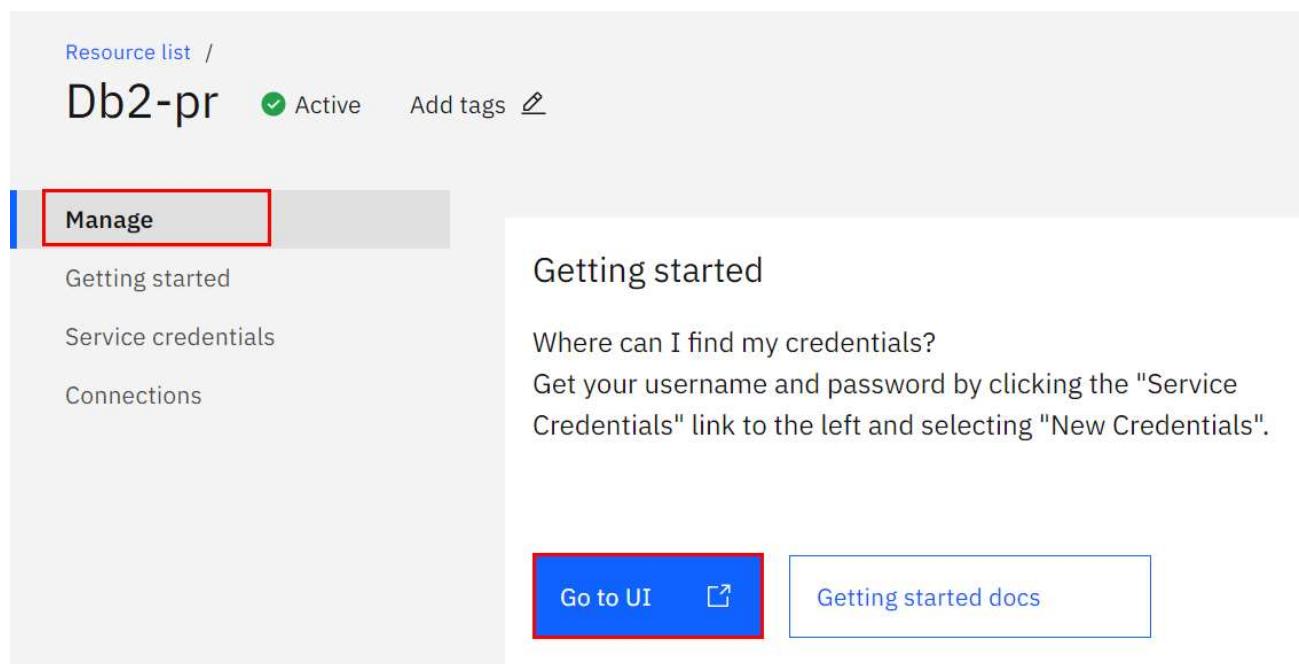 Resource list /
Db2-pr Active Add tags
Manage
Getting started
Service credentials
Connections
Getting started
Where can I find my credentials?
Get your username and password by clicking the "Service
Credentials" link to the left and selecting "New Credentials".
Go to UI
Getting started docs